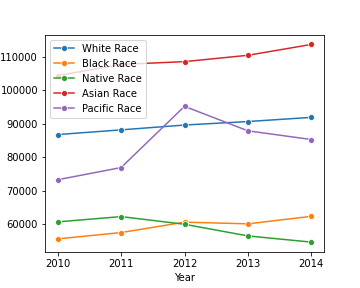 White Race
Black Race
Native Race
Asian Race
Pacific Race
110000
100000
90000
80000
70000
60000
2010 2011 2012 2013 2014
Year